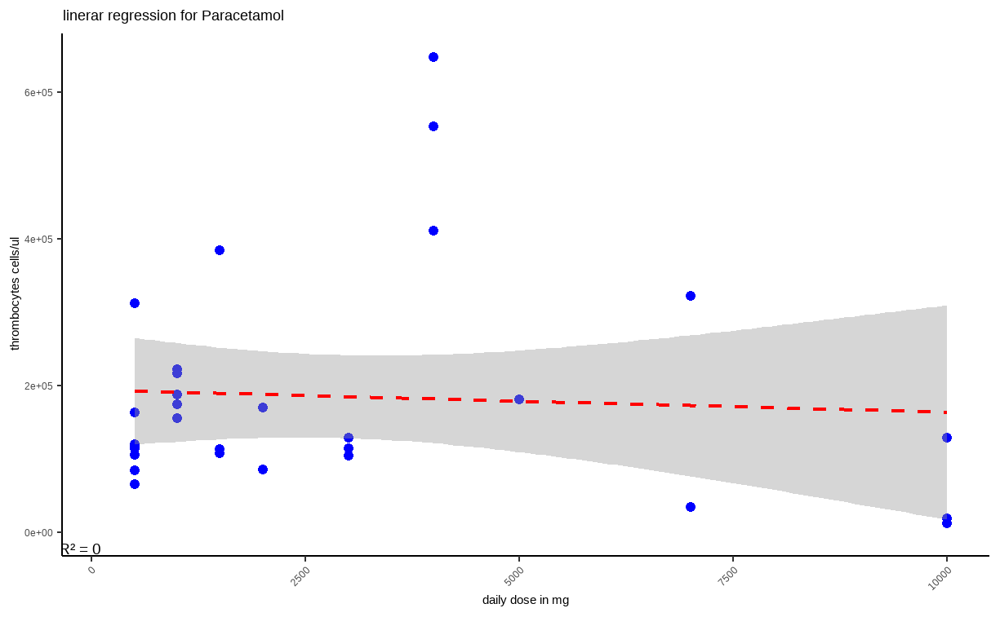 linerar regression for Paracetamol
thrombocytes cells/ul
6e+05
4e+05
2e+05
0e+00
R² = 0
0
2500
5000
7500
10000
daily dose in mg